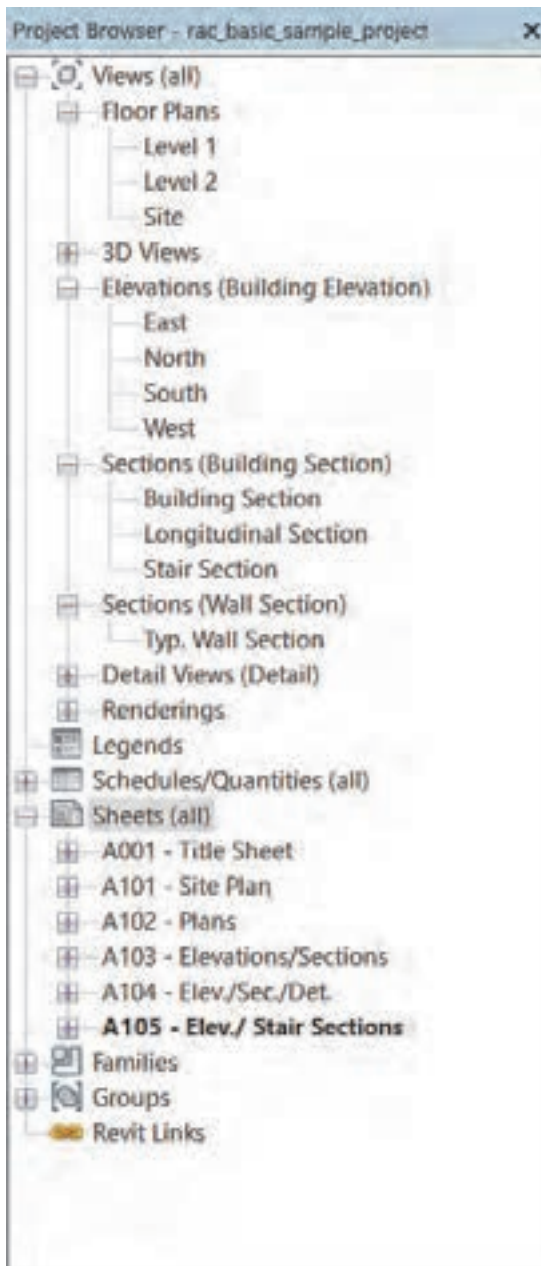 Project Browser - rac_basic_sample_project
Views (all)
Floor Plans
Level 1
Level 2
Site
3D Views
Elevations (Building Elevation)
East
North
South
West
Sections (Building Section)
Building Section
Longitudinal Section
Stair Section
Sections (Wall Section)
Typ. Wall Section
Detail Views (Detail)
Renderings
Legends
Schedules/Quantities (all)
Sheets (all)
A001 - Title Sheet
A101 - Site Plan
A102 - Plans
A103 - Elevations/Sections
A104 - Elev./Sec./Det.
A105 - Elev./ Stair Sections
Families
Groups
Revit Links